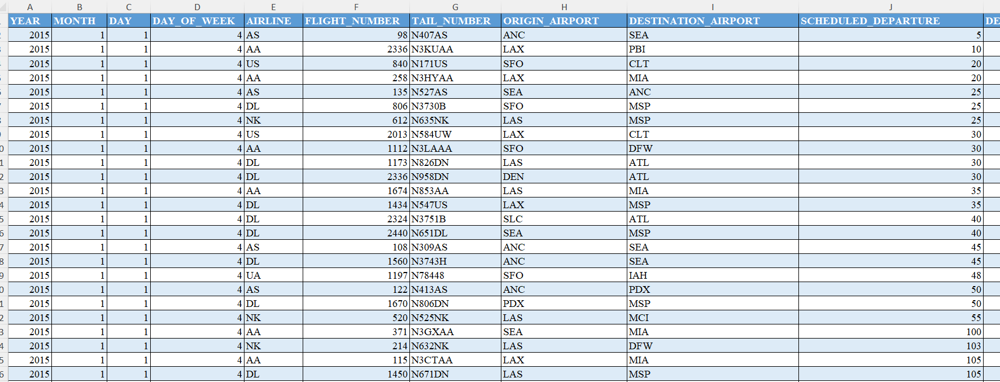 A B C D E F G H I J
YEAR MONTH DAY DAY_OF_WEEK AIRLINE FLIGHT_NUMBER TAIL_NUMBER ORIGIN_AIRPORT DESTINATION_AIRPORT SCHEDULED_DEPARTURE DE
2015 1 1 4 AS 98 N407AS ANC SEA 5
2015 1 1 4 AA 2336 N3KUAA LAX PBI 10
2015 1 1 4 US 840 N171US SFO CLT 20
2015 1 1 4 AA 258 N3HYAA LAX MIA 20
2015 1 1 4 AS 135 N527AS SEA ANC 25
2015 1 1 4 DL 806 N3730B SFO MSP 25
2015 1 1 4 NK 612 N635NK LAS MSP 25
2015 1 1 4 US 2013 N584UW LAX CLT 30
2015 1 1 4 AA 1112 N3LAAA SFO DFW 30
2015 1 1 4 DL 1173 N826DN LAS ATL 30
2015 1 1 4 DL 2336 N958DN DEN ATL 30
2015 1 1 4 AA 1674 N853AA LAS MIA 35
2015 1 1 4 DL 1434 N547US LAX MSP 35
2015 1 1 4 DL 2324 N3751B SLC ATL 40
2015 1 1 4 DL 2440 N651DL SEA MSP 40
2015 1 1 4 AS 108 N309AS ANC SEA 45
2015 1 1 4 DL 1560 N3743H ANC SEA 45
2015 1 1 4 UA 1197 N78448 SFO IAH 48
2015 1 1 4 AS 122 N413AS ANC PDX 50
2015 1 1 4 DL 1670 N806DN PDX MSP 50
2015 1 1 4 NK 520 N525NK LAS MCI 55
2015 1 1 4 AA 371 N3GXAA SEA MIA 100
2015 1 1 4 NK 214 N632NK LAS DFW 103
2015 1 1 4 AA 115 N3CTAA LAX MIA 105
2015 1 1 4 DL 1450 N671DN LAS MSP 105